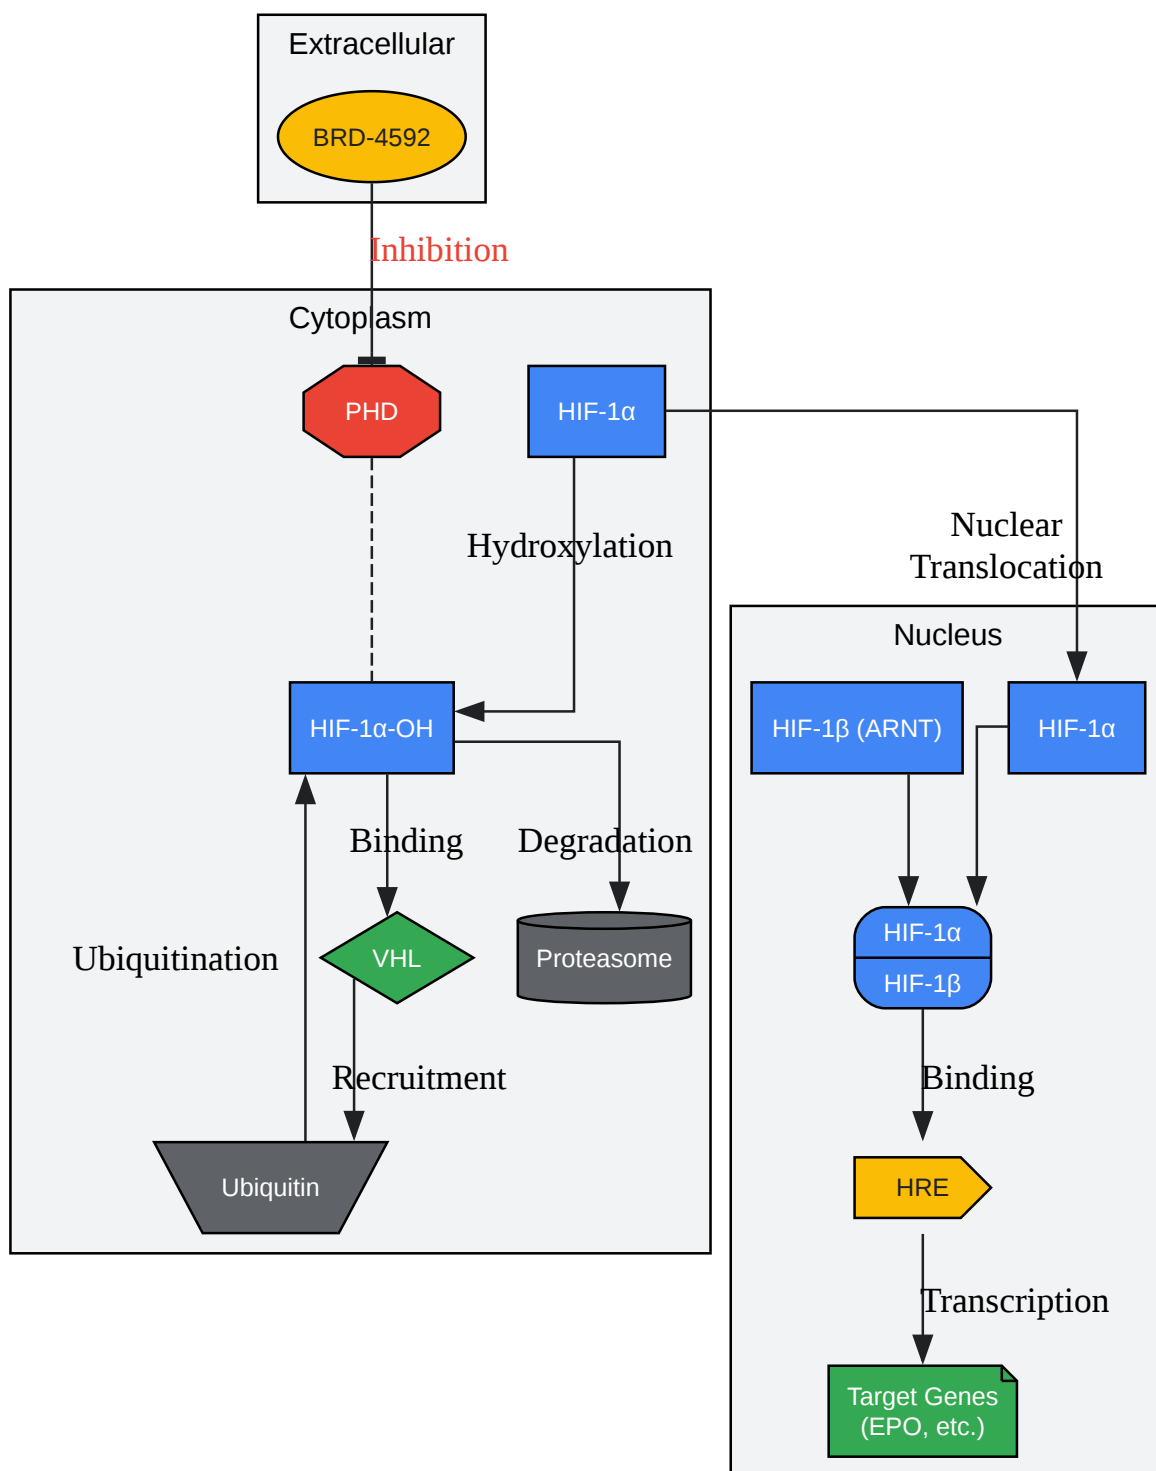 Extracellular
BRD-4592
Inhibition
Cytoplasm
PHD
HIF-1α
Hydroxylation
Nuclear
Translocation
Nucleus
HIF-1α-OH
HIF-1β (ARNT)
HIF-1α
Binding
Degradation
Ubiquitination
VHL
Proteasome
HIF-1α
HIF-1β
Recruitment
Binding
Ubiquitin
HRE
Transcription
Target Genes
(EPO, etc.)